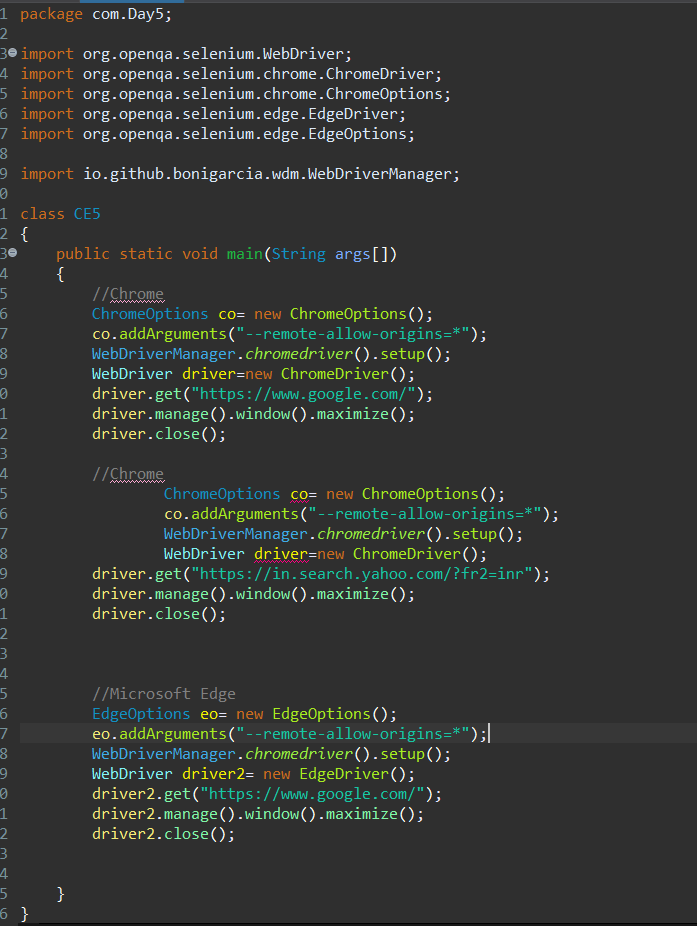 1 package com.Day5;
2
3 import org.openqa.selenium.WebDriver;
4 import org.openqa.selenium.chrome.ChromeDriver;
5 import org.openqa.selenium.chrome.ChromeOptions;
6 import org.openqa.selenium.edge.EdgeDriver;
7 import org.openqa.selenium.edge.EdgeOptions;
8
9 import io.github.bonigarcia.wdm.WebDriverManager;
0
1 class CE5
2 {
3 public static void main(String args[])
4 {
5 //Chrome
6 ChromeOptions co= new ChromeOptions();
7 co.addArguments("--remote-allow-origins=*");
8 WebDriverManager.chromedriver().setup();
9 WebDriver driver=new ChromeDriver();
0 driver.get("https://www.google.com/");
1 driver.manage().window().maximize();
2 driver.close();
3
4 //Chrome
5 ChromeOptions co= new ChromeOptions();
6 co.addArguments("--remote-allow-origins=*");
7 WebDriverManager.chromedriver().setup();
8 WebDriver driver=new ChromeDriver();
9 driver.get("https://in.search.yahoo.com/?fr2=inr");
0 driver.manage().window().maximize();
1 driver.close();
2
3
4
5 //Microsoft Edge
6 EdgeOptions eo= new EdgeOptions();
7 eo.addArguments("--remote-allow-origins=*");
8 WebDriverManager.chromedriver().setup();
9 WebDriver driver2= new EdgeDriver();
0 driver2.get("https://www.google.com/");
1 driver2.manage().window().maximize();
2 driver2.close();
3
4
5 }
6 }